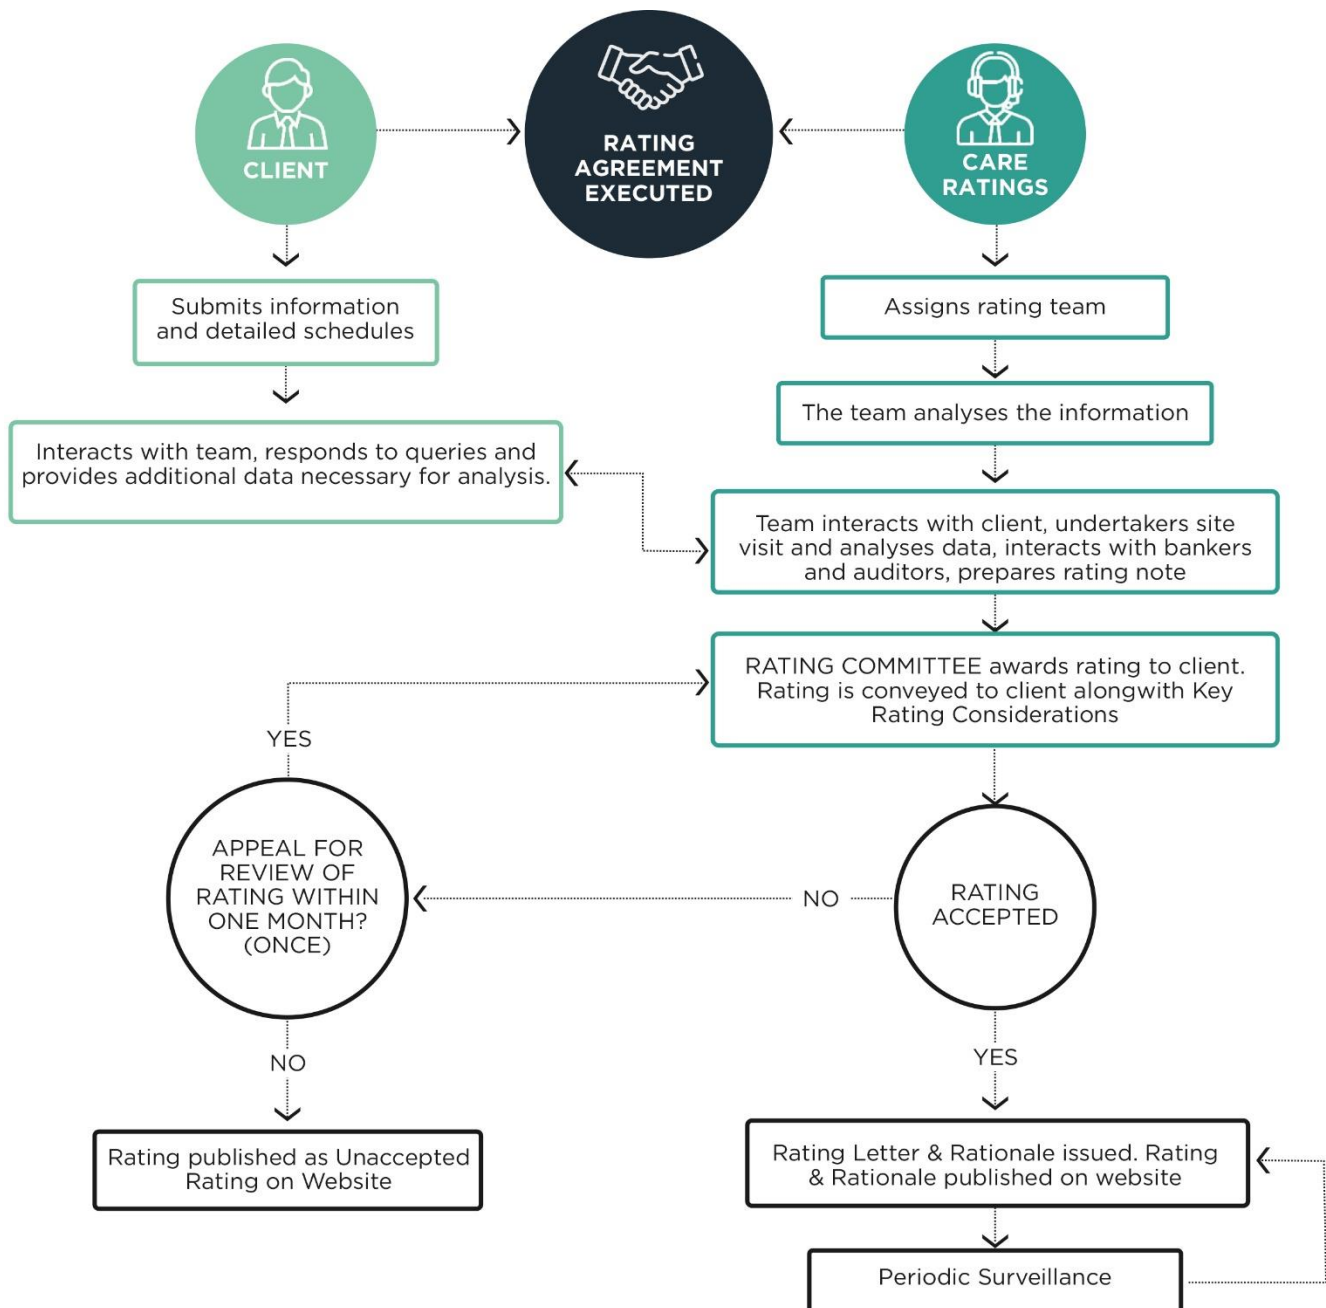 CLIENT
RATING
AGREEMENT
EXECUTED
CARE
RATINGS
Submits information
and detailed schedules
Assigns rating team
The team analyses the information
Interacts with team, responds to queries and
provides additional data necessary for analysis.
Team interacts with client, undertakers site
visit and analyses data, interacts with bankers
and auditors, prepares rating note
RATING COMMITTEE awards rating to client.
Rating is conveyed to client alongwith Key
Rating Considerations
YES
APPEAL FOR
REVIEW OF
RATING WITHIN
ONE MONTH?
(ONCE)
NO
RATING
ACCEPTED
NO
YES
Rating published as Unaccepted
Rating on Website
Rating Letter & Rationale issued. Rating
& Rationale published on website
Periodic Surveillance